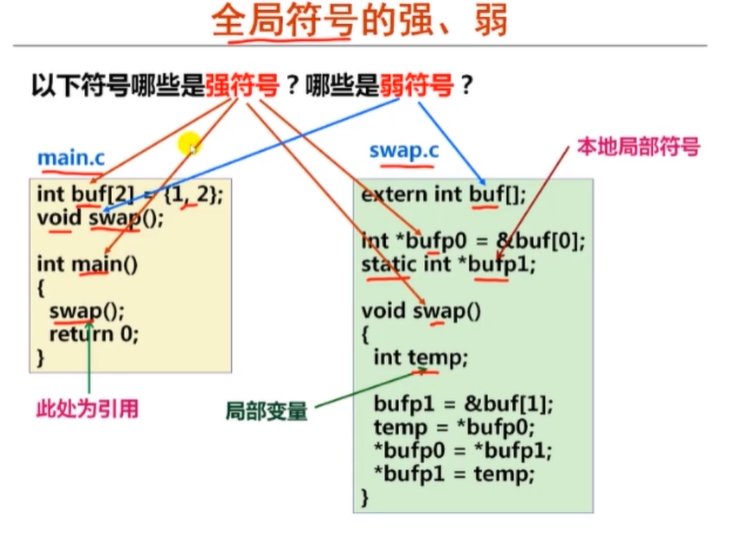 全局符号的强、弱
以下符号哪些是强符号？哪些是弱符号？
main.c
int buf[2] = {1, 2};
void swap();
int main()
{
swap();
return 0;
}
此处为引用
局部变量
swap.c
本地局部符号
extern int buf[];
int *bufp0 = &buf[0];
static int *bufp1;
void swap()
{
int temp;
bufp1 = &buf[1];
temp = *bufp0;
*bufp0 = *bufp1;
*bufp1 = temp;
}